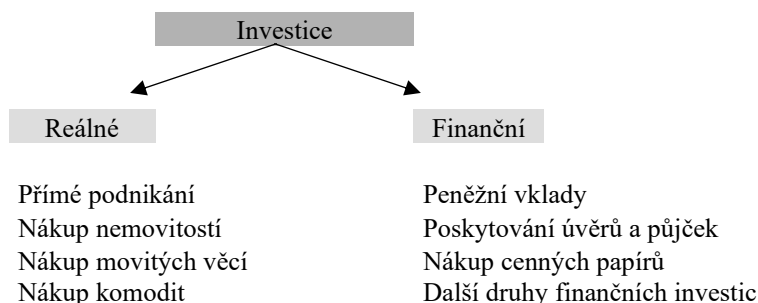 Investice
Reálné
Finanční
Přímé podnikání
Nákup nemovitostí
Nákup movitých věcí
Nákup komodit
Peněžní vklady
Poskytování úvěrů a půjček
Nákup cenných papírů
Další druhy finančních investic